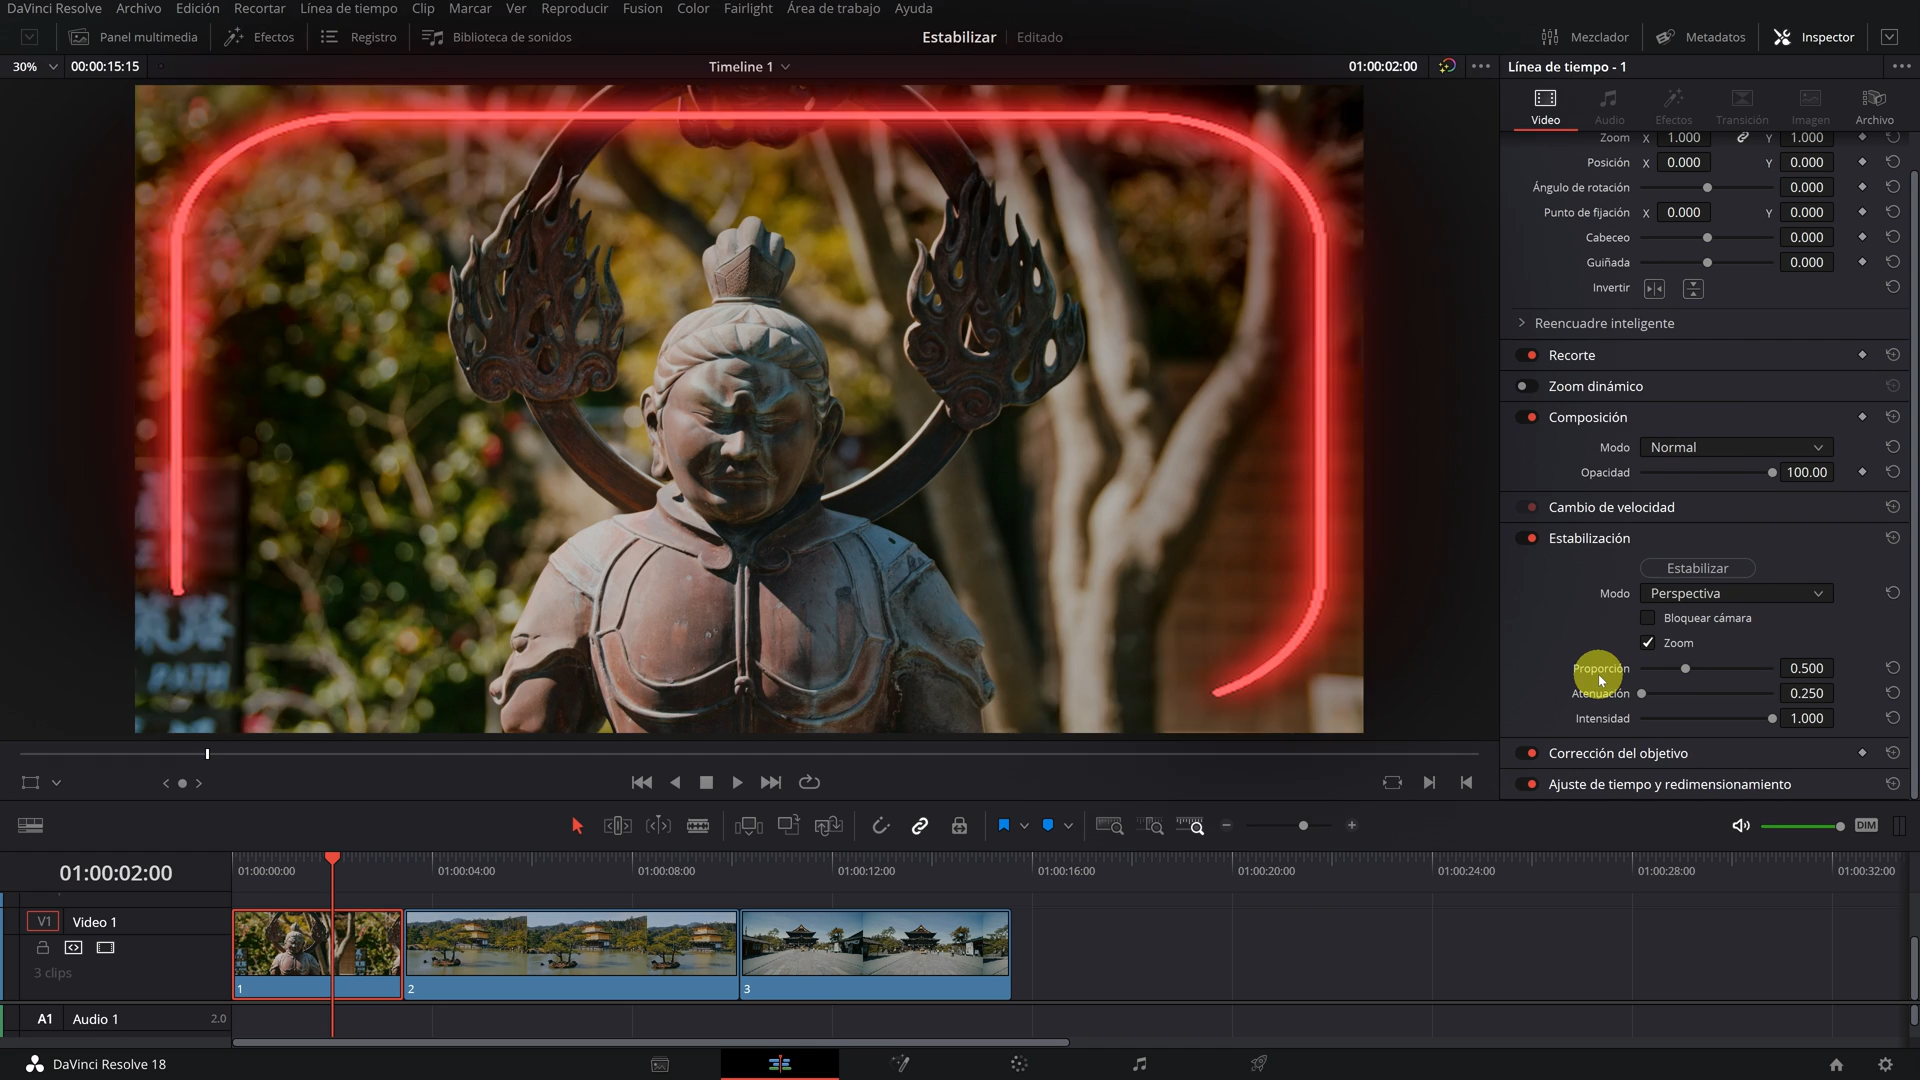 DaVinci Resolve Archivo Edición Recortar Línea de tiempo Clip Marcar Ver Reproducir Fusion Color Fairlight Área de trabajo Ayuda
Panel multimedia Efectos Registro Biblioteca de sonidos Estabilizar Editado Mezclador Metadatos Inspector
30% 00:00:15:15 Timeline 1 01:00:02:00 Línea de tiempo - 1
Video Audio Efectos Transición Imagen Archivo
Zoom X 1.000 Y 1.000
Posición X 0.000 Y 0.000
Ángulo de rotación 0.000
Punto de fijación X 0.000 Y 0.000
Cabeceo 0.000
Guiñada 0.000
Invertir
Reencuadre inteligente
Recorte
Zoom dinámico
Composición
Modo Normal
Opacidad 100.00
Cambio de velocidad
Estabilización
Estabilizar
Modo Perspectiva
Bloquear cámara
Zoom
Proporción 0.500
Atenuación 0.250
Intensidad 1.000
Corrección del objetivo
Ajuste de tiempo y redimensionamiento
PATH
DIM
01:00:02:00 01:00:00:00 01:00:04:00 01:00:08:00 01:00:12:00 01:00:16:00 01:00:20:00 01:00:24:00 01:00:28:00 01:00:32:00
V1 Video 1
3 clips
1 2 3
A1 Audio 1 2.0
DaVinci Resolve 18